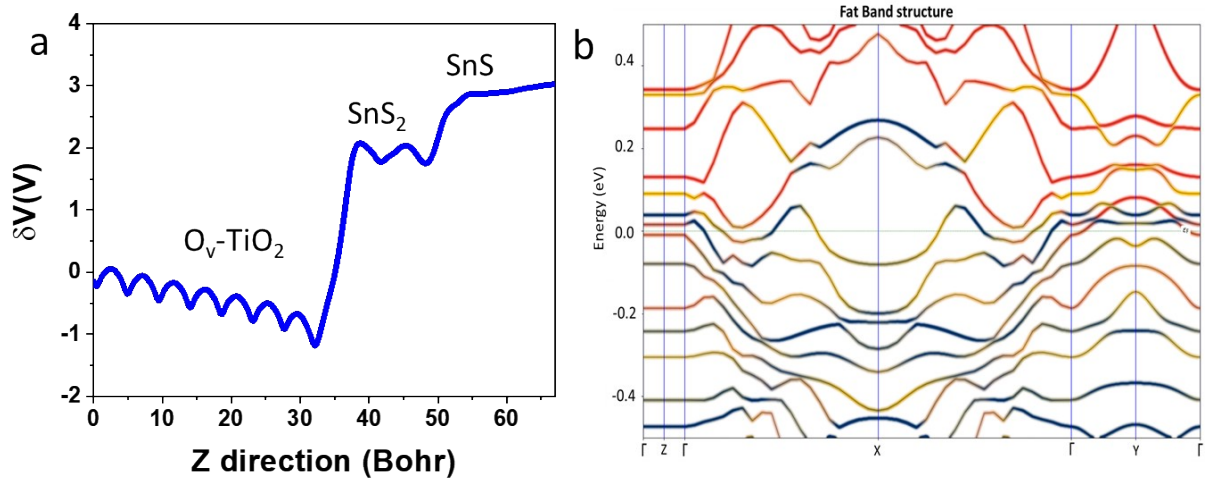 a
δV(V)
4
3
2
1
0
-1
-2
SnS
SnS₂
Oᵥ-TiO₂
0
10
20
30
40
50
60
Z direction (Bohr)
b
Fat Band structure
Energy (eV)
0.4
0.2
0.0
-0.2
-0.4
Γ
Z
Γ
X
Γ
Y
Γ